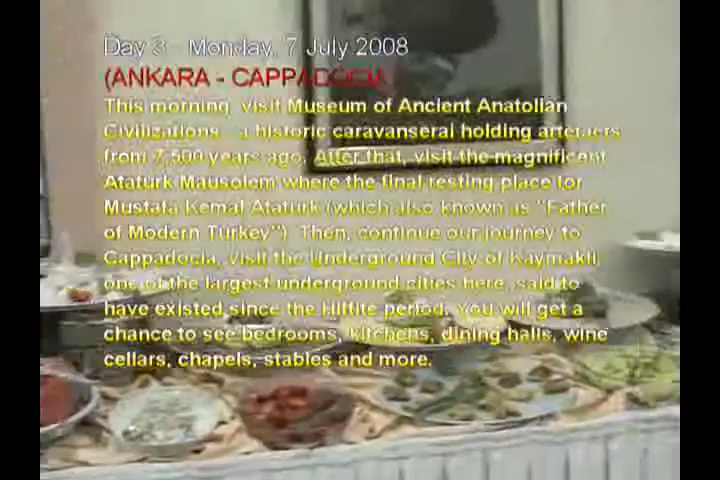 Day 3 - Monday, 7 July 2008
(ANKARA - CAPPADOCIA)
This morning, visit Museum of Ancient Anatolian
Civilizations - a historic caravanserai holding artefacts
from 7,500 years ago. After that, visit the magnificent
Ataturk Mausolem where the final resting place for
Mustafa Kemal Ataturk (which also known as "Father
of Modern Turkey"). Then, continue our journey to
Cappadocia, visit the Underground City of Kaymakli,
one of the largest underground cities here, said to
have existed since the Hittite period. You will get a
chance to see bedrooms, kitchens, dining halls, wine
cellars, chapels, stables and more.